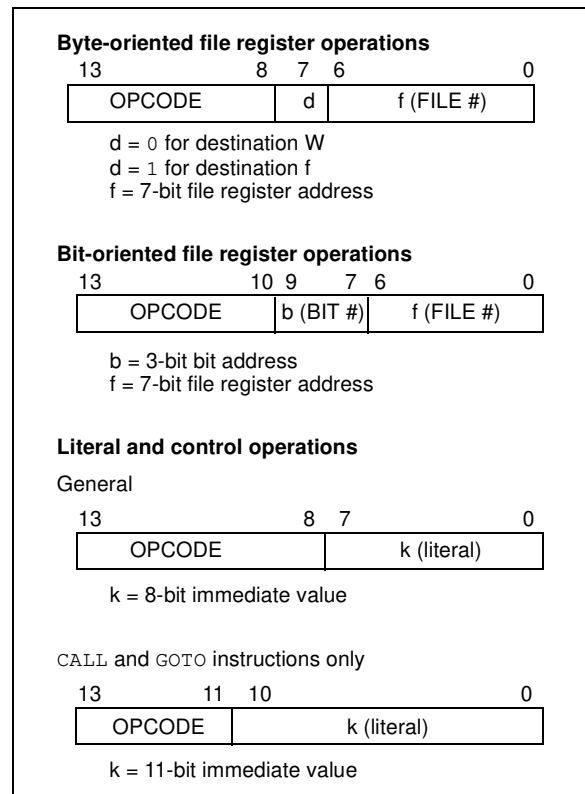 Byte-oriented file register operations
13 8 7 6 0
OPCODE d f (FILE #)
d = 0 for destination W
d = 1 for destination f
f = 7-bit file register address
Bit-oriented file register operations
13 10 9 7 6 0
OPCODE b (BIT #) f (FILE #)
b = 3-bit bit address
f = 7-bit file register address
Literal and control operations
General
13 8 7 0
OPCODE k (literal)
k = 8-bit immediate value
CALL and GOTO instructions only
13 11 10 0
OPCODE k (literal)
k = 11-bit immediate value